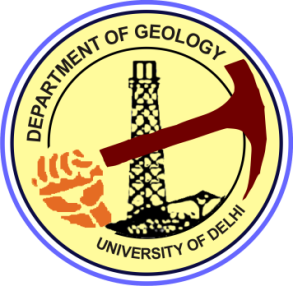 DEPARTMENT OF GEOLOGY
UNIVERSITY OF DELHI